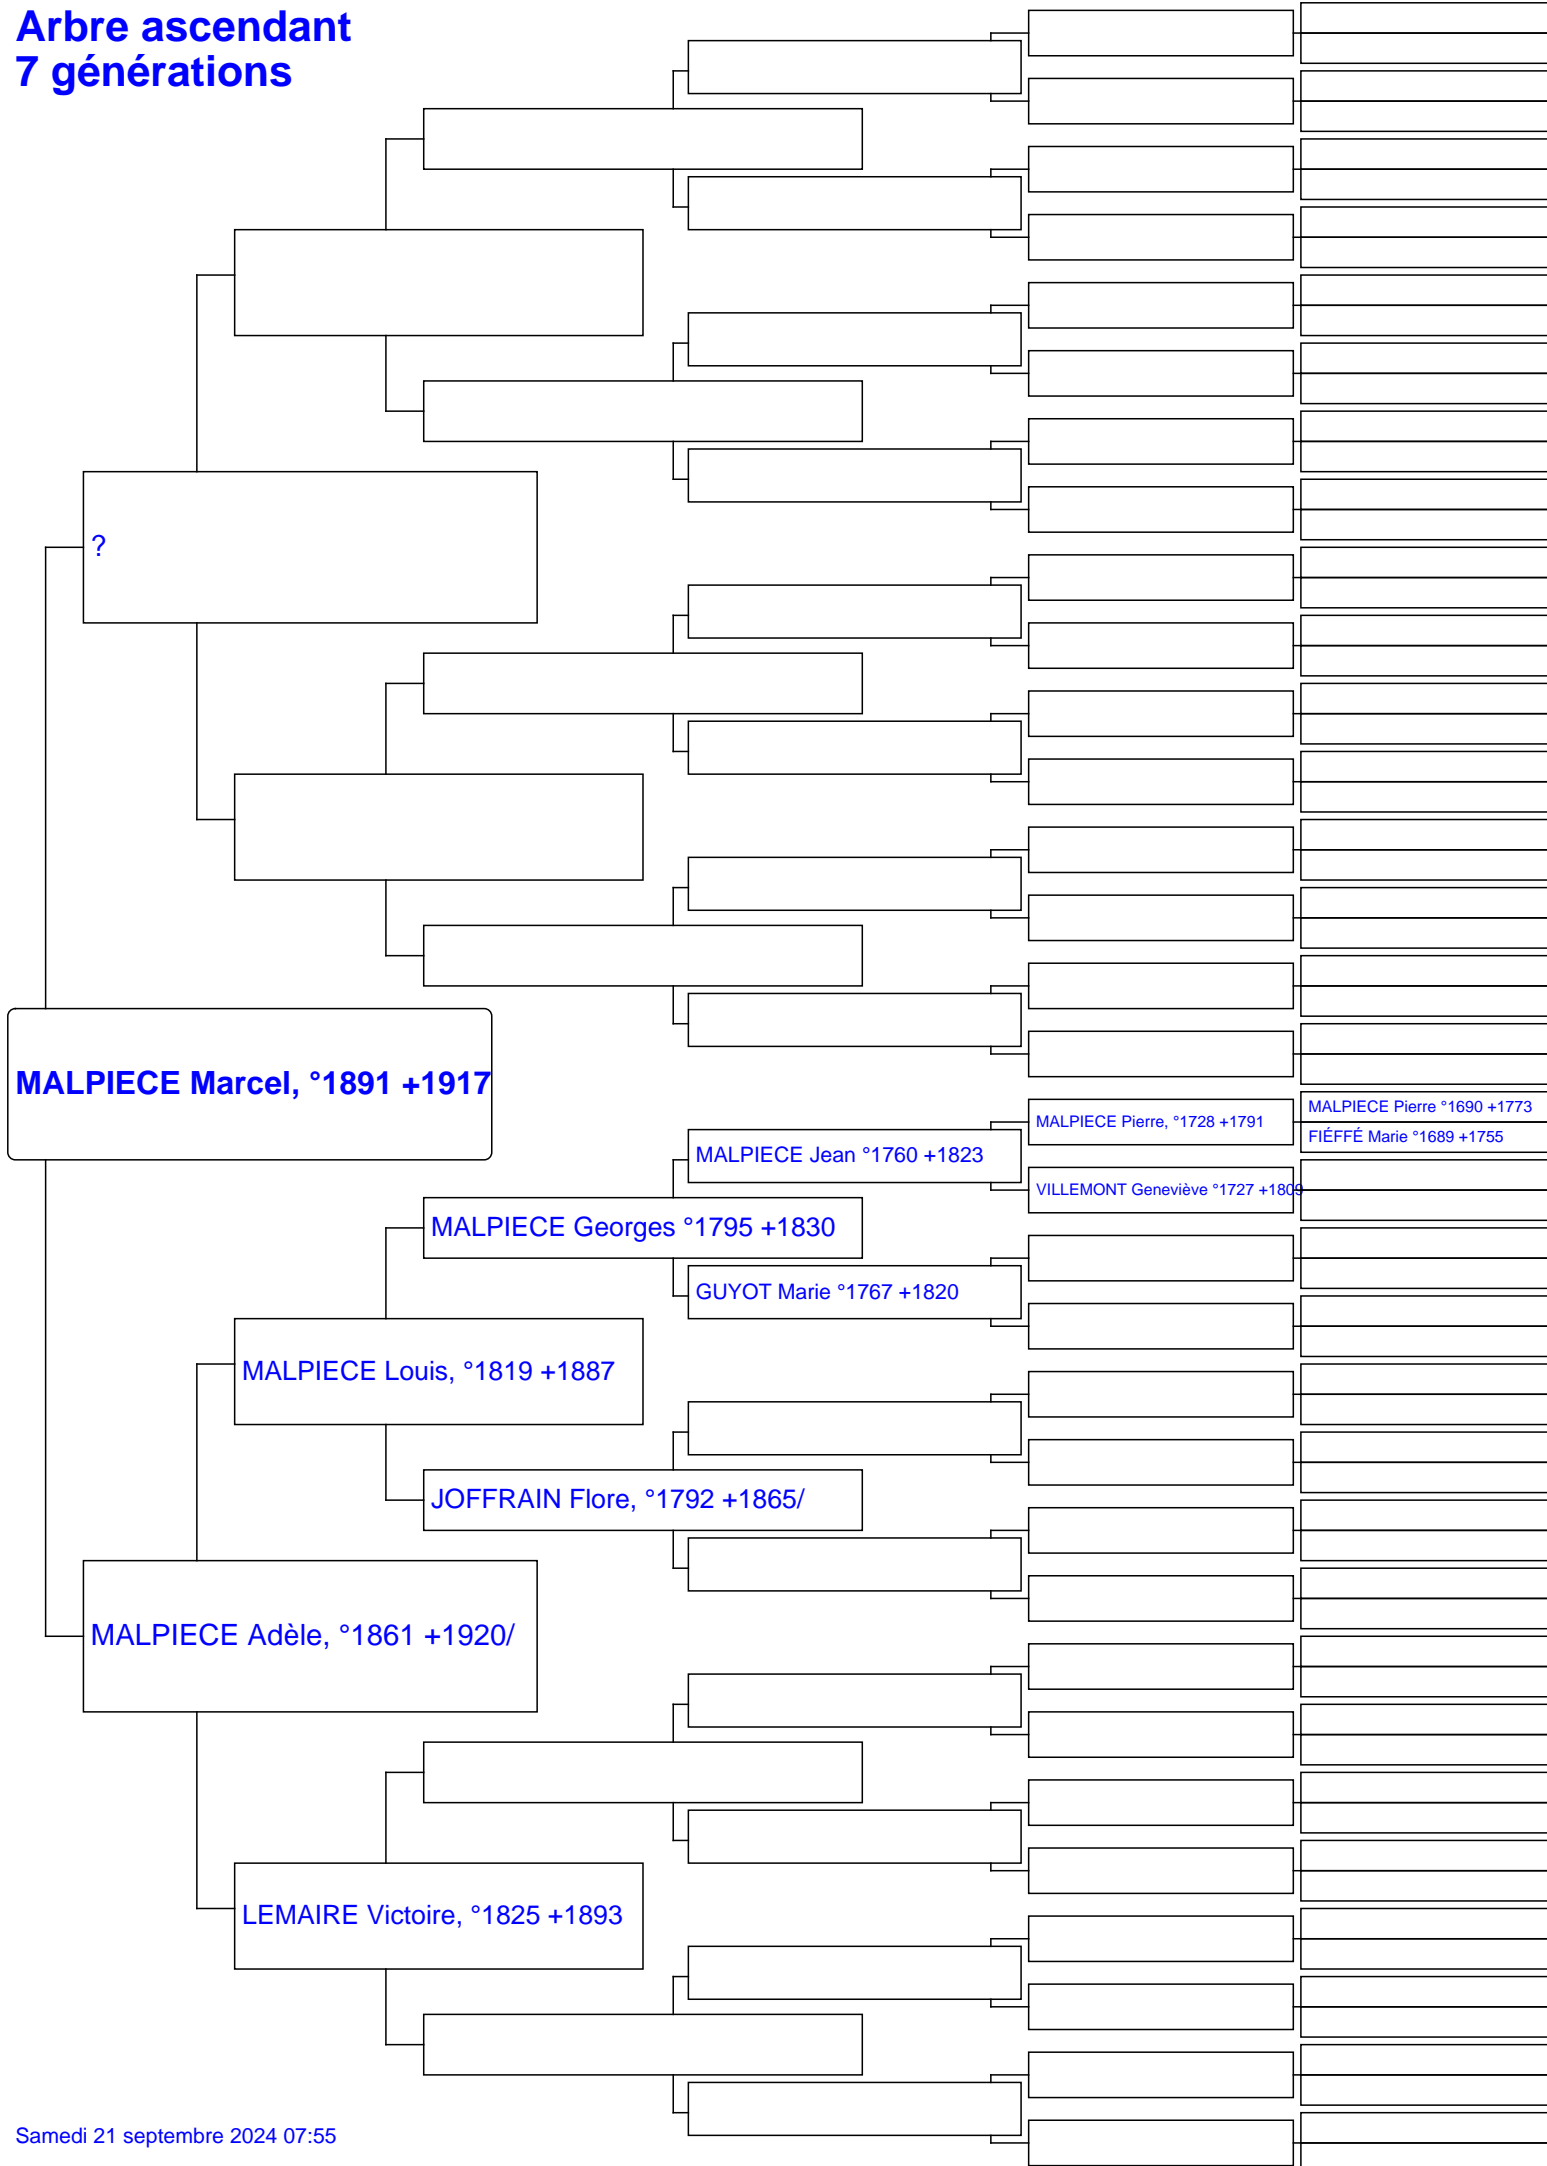 Arbre ascendant
7 générations
?
MALPIECE Marcel, °1891 +1917
MALPIECE Pierre, °1728 +1791
MALPIECE Pierre °1690 +1773
FIÉFFÉ Marie °1689 +1755
MALPIECE Jean °1760 +1823
VILLEMONT Geneviève °1727 +1809
MALPIECE Georges °1795 +1830
GUYOT Marie °1767 +1820
MALPIECE Louis, °1819 +1887
JOFFRAIN Flore, °1792 +1865/
MALPIECE Adèle, °1861 +1920/
LEMAIRE Victoire, °1825 +1893
Samedi 21 septembre 2024 07:55